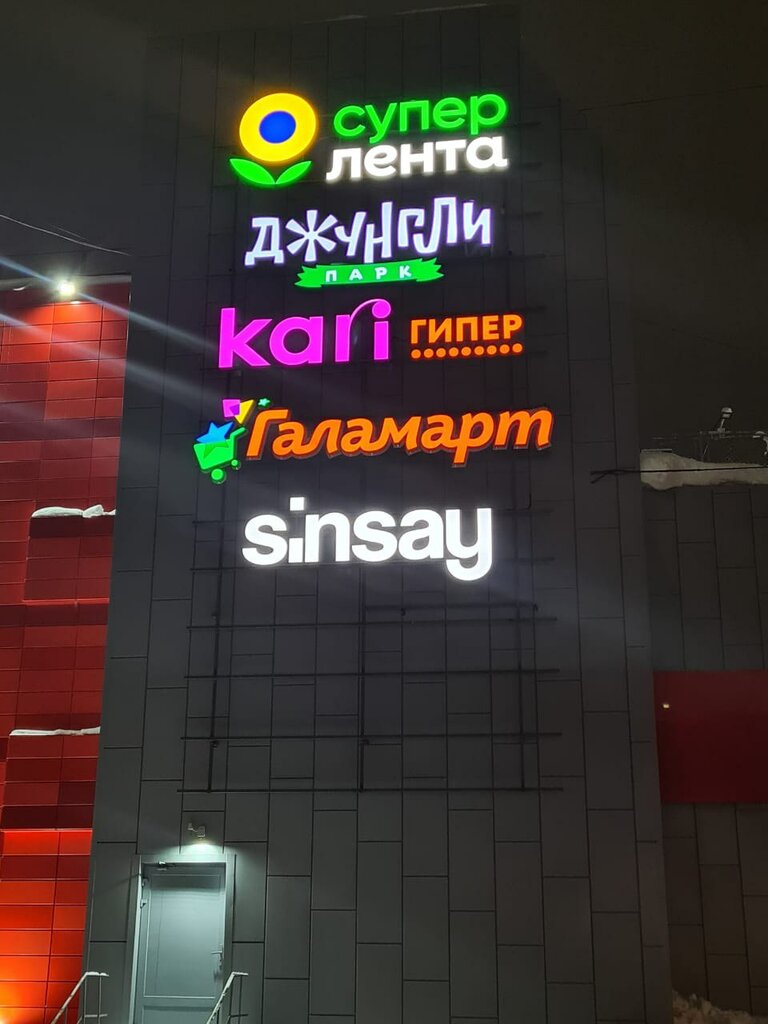 супер
лента
ДЖУНГЛИ
ПАРК
kari ГИПЕР
Галамарт
sinsay